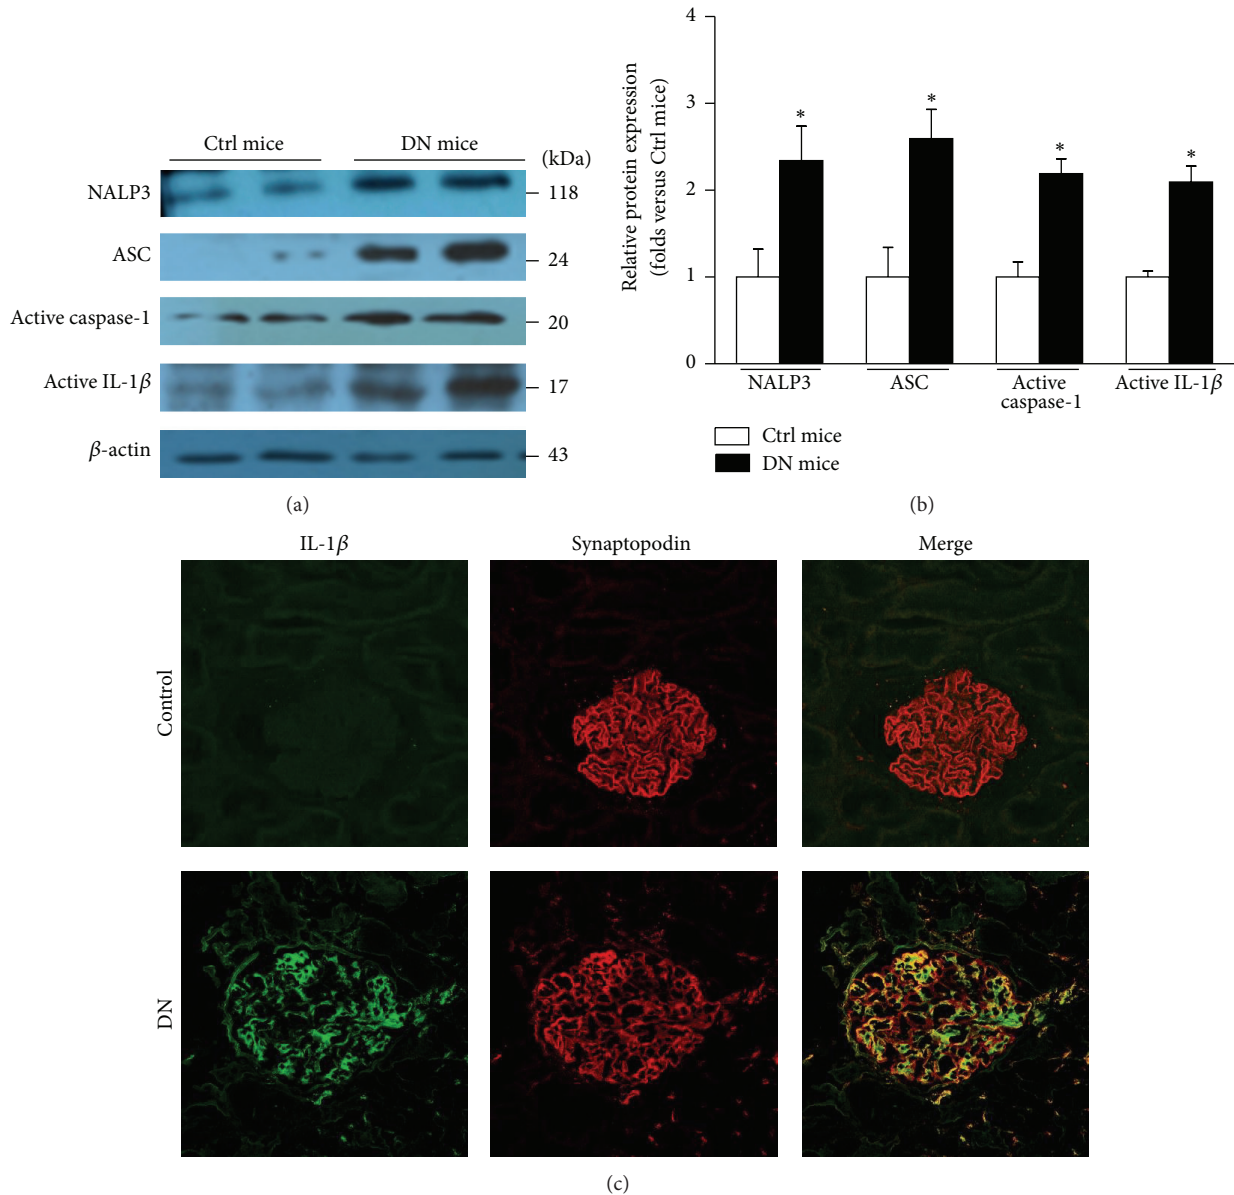 Ctrl mice DN mice (kDa)
NALP3 118
ASC 24
Active caspase-1 20
Active IL-1β 17
β-actin 43
(a)
Relative protein expression
(folds versus Ctrl mice)
4
3
2
1
0
* * * *
NALP3 ASC Active caspase-1 Active IL-1β
Ctrl mice
DN mice
(b)
IL-1β Synaptopodin Merge
Control
DN
(c)